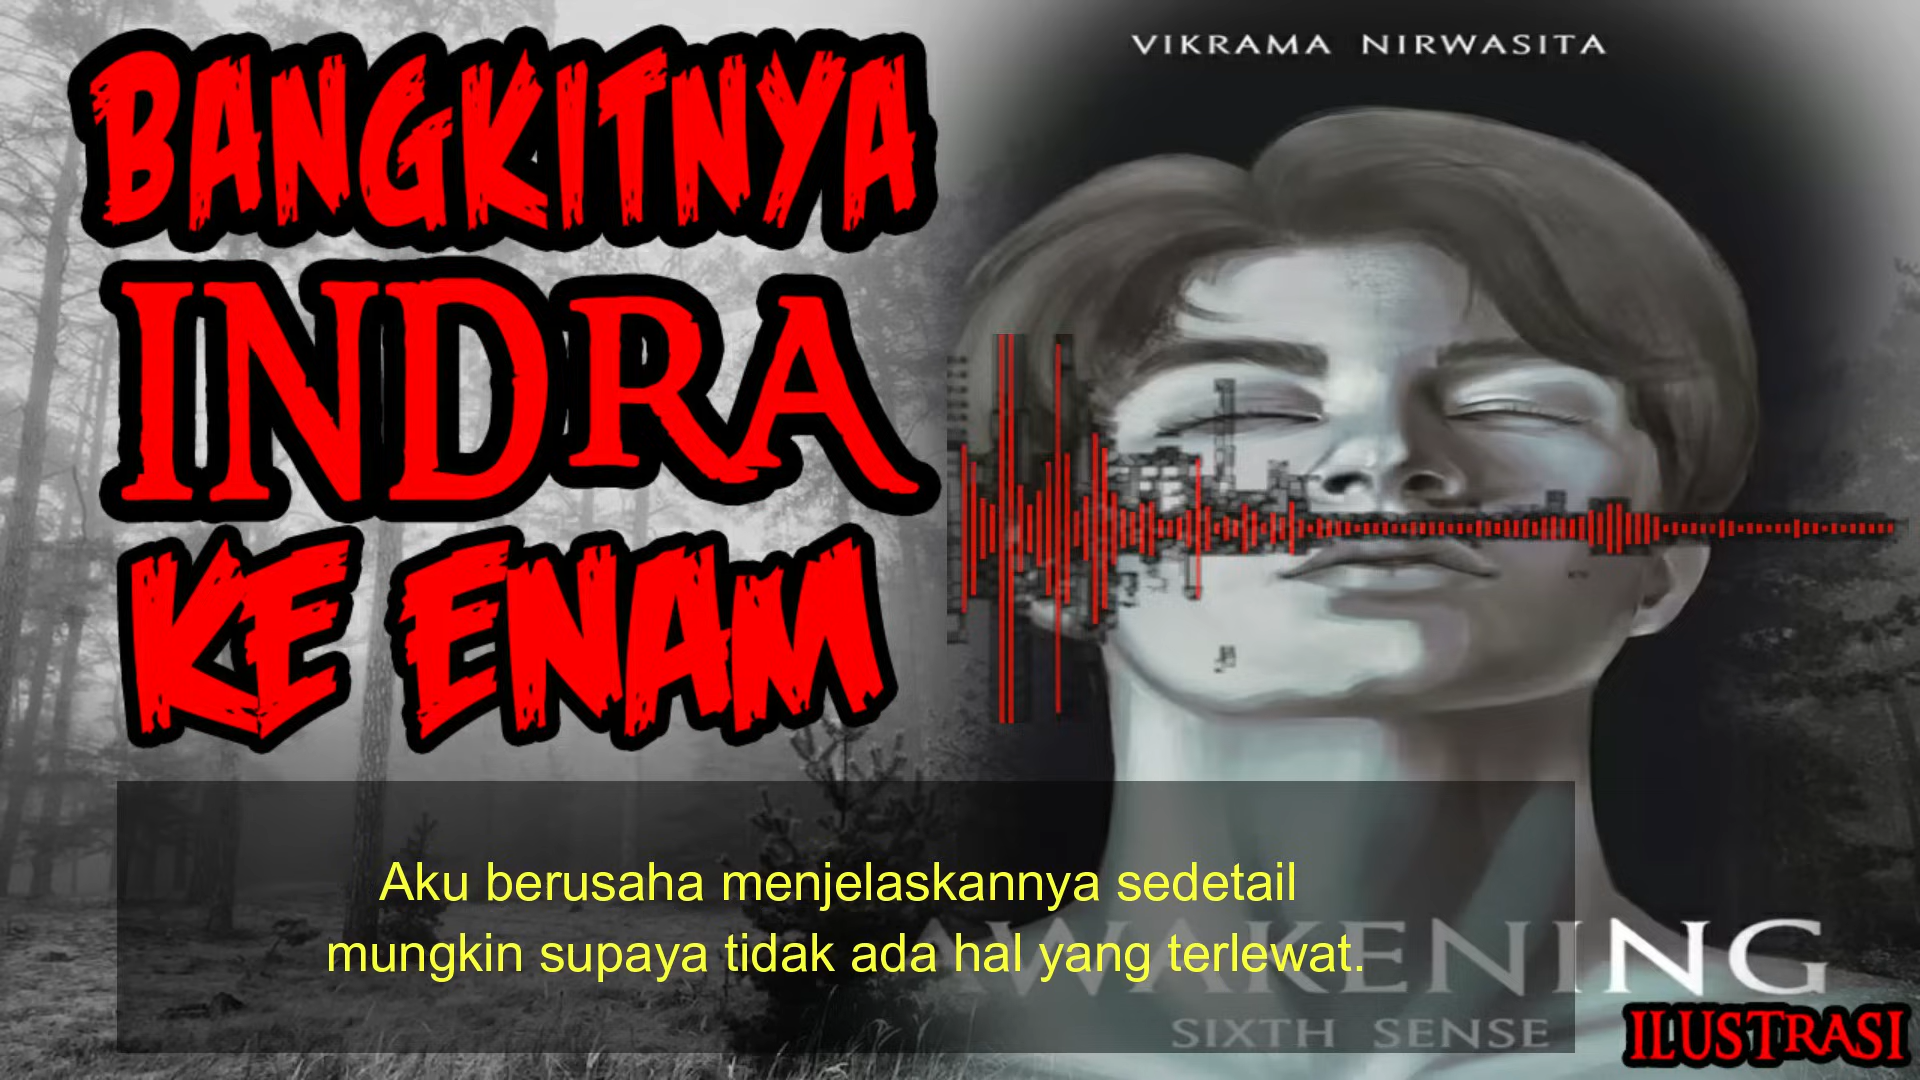 BANGKITNYA
INDRA
KE ENAM
VIKRAMA NIRWASITA
Aku berusaha menjelaskannya sedetail
mungkin supaya tidak ada hal yang terlewat.
AWAKENING
SIXTH SENSE
ILUSTRASI